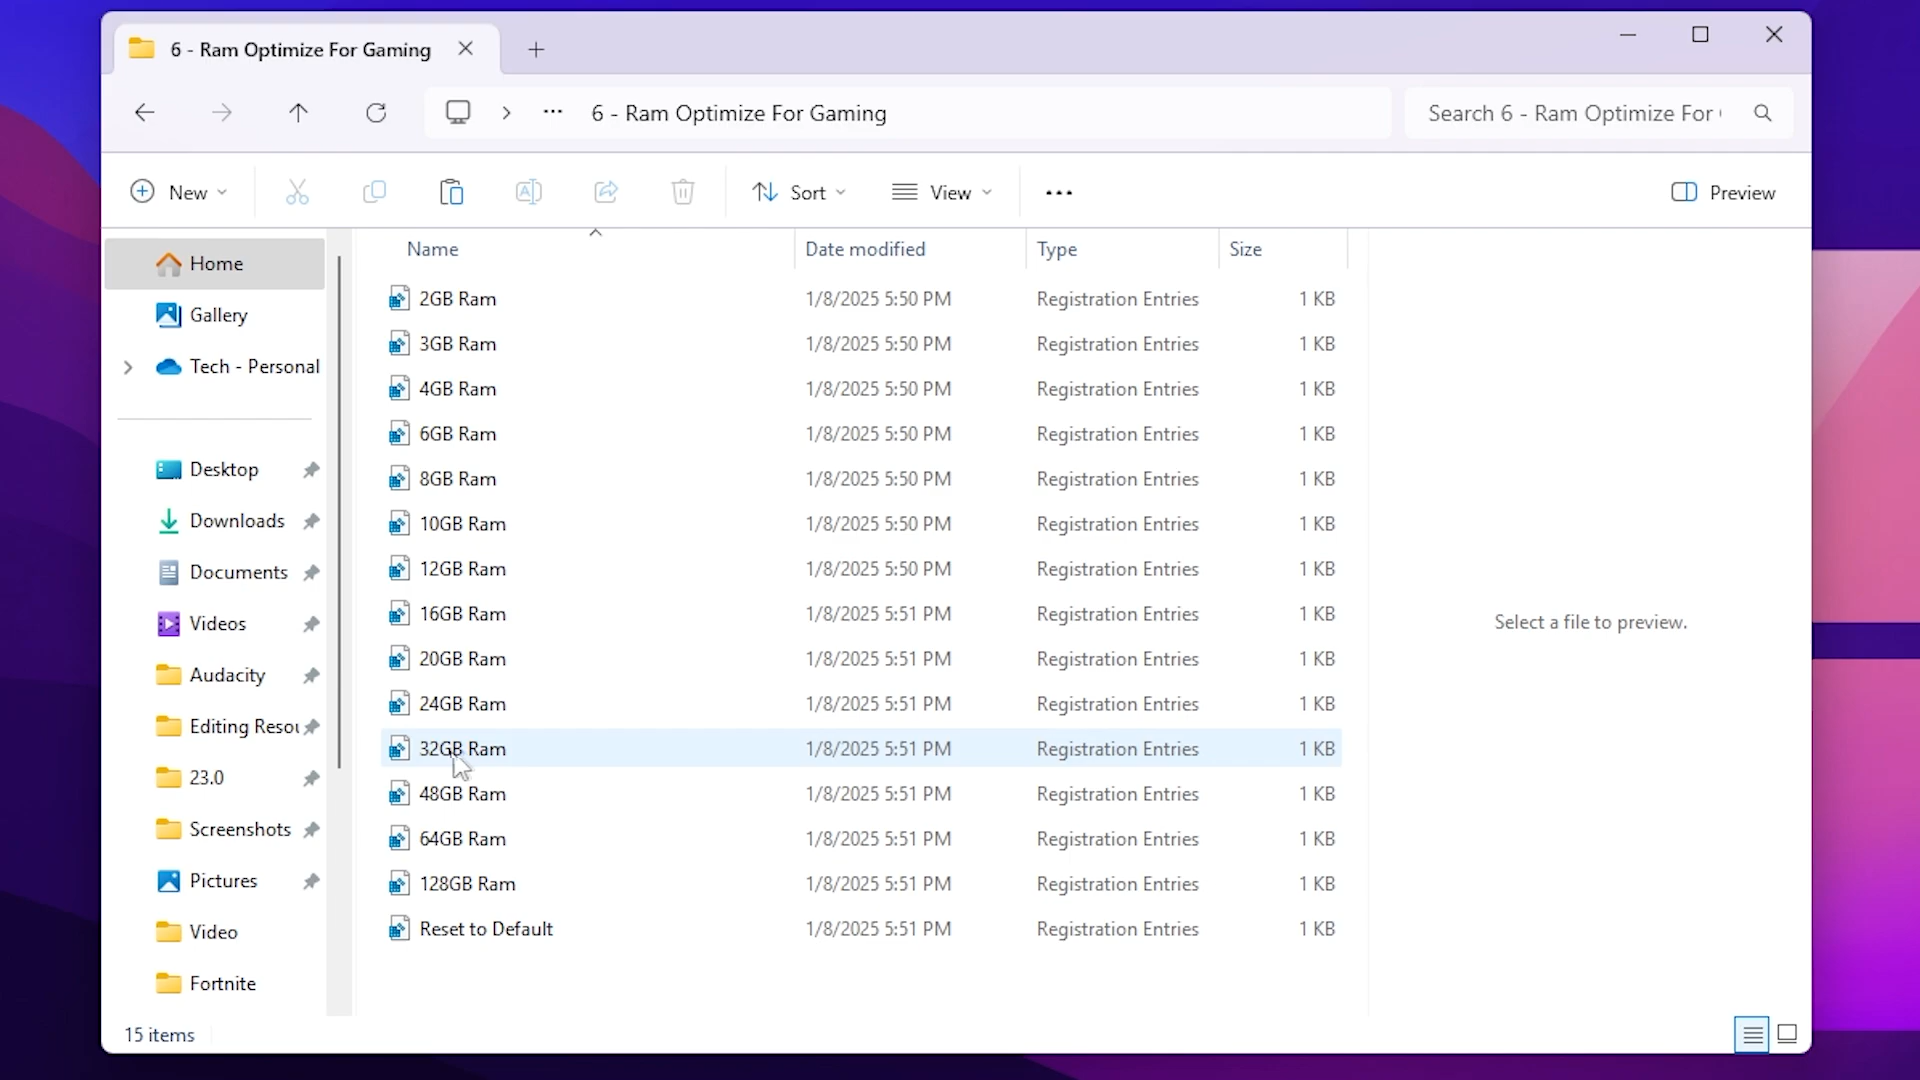 6 - Ram Optimize For Gaming
6 - Ram Optimize For Gaming
Search 6 - Ram Optimize For
New
Sort
View
Preview
Name Date modified Type Size
Home
Gallery
Tech - Personal
Desktop
Downloads
Documents
Videos
Audacity
Editing Resou
23.0
Screenshots
Pictures
Video
Fortnite
2GB Ram 1/8/2025 5:50 PM Registration Entries 1 KB
3GB Ram 1/8/2025 5:50 PM Registration Entries 1 KB
4GB Ram 1/8/2025 5:50 PM Registration Entries 1 KB
6GB Ram 1/8/2025 5:50 PM Registration Entries 1 KB
8GB Ram 1/8/2025 5:50 PM Registration Entries 1 KB
10GB Ram 1/8/2025 5:50 PM Registration Entries 1 KB
12GB Ram 1/8/2025 5:50 PM Registration Entries 1 KB
16GB Ram 1/8/2025 5:51 PM Registration Entries 1 KB
20GB Ram 1/8/2025 5:51 PM Registration Entries 1 KB
24GB Ram 1/8/2025 5:51 PM Registration Entries 1 KB
32GB Ram 1/8/2025 5:51 PM Registration Entries 1 KB
48GB Ram 1/8/2025 5:51 PM Registration Entries 1 KB
64GB Ram 1/8/2025 5:51 PM Registration Entries 1 KB
128GB Ram 1/8/2025 5:51 PM Registration Entries 1 KB
Reset to Default 1/8/2025 5:51 PM Registration Entries 1 KB
Select a file to preview.
15 items